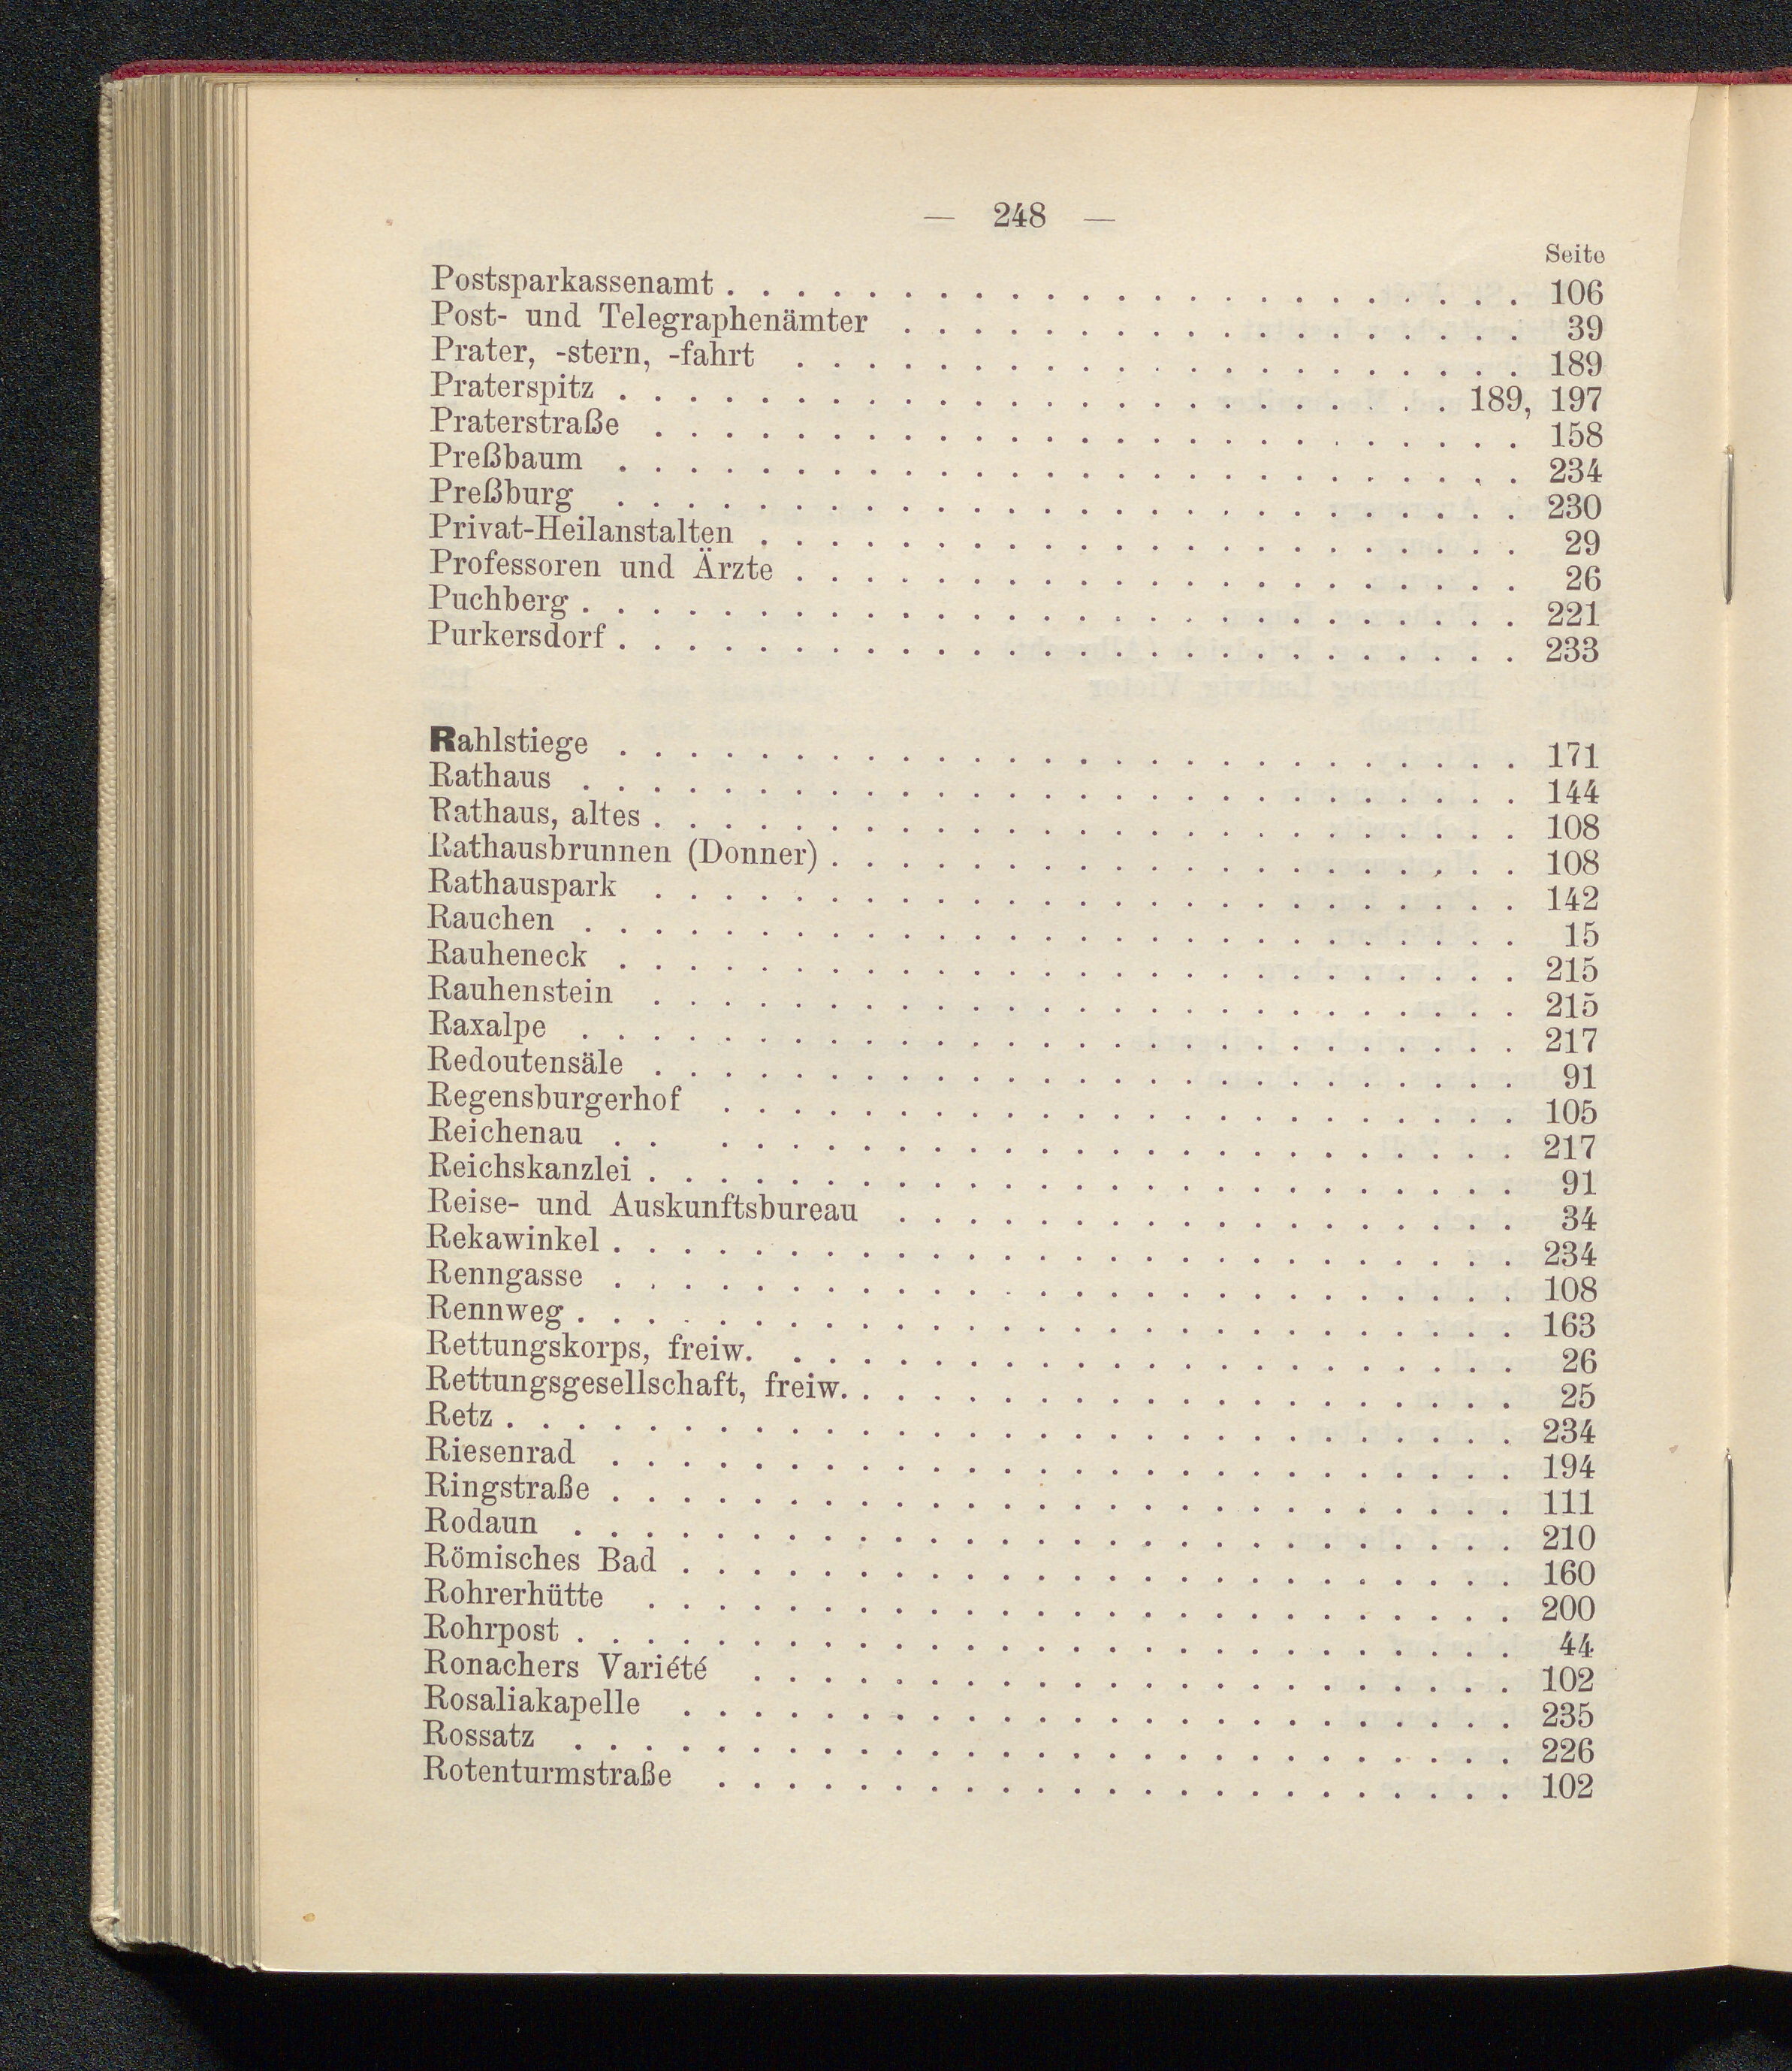 — 248 —
Seite
Postsparkassenamt . . . . . . . . . . . . . . . . . . . . . . . 106
Post- und Telegraphenämter . . . . . . . . . . . . . . . . . . 39
Prater, -stern, -fahrt . . . . . . . . . . . . . . . . . . . . . 189
Praterspitz . . . . . . . . . . . . . . . . . . . . . . . . 189, 197
Praterstraße . . . . . . . . . . . . . . . . . . . . . . . . . 158
Preßbaum . . . . . . . . . . . . . . . . . . . . . . . . . . 234
Preßburg . . . . . . . . . . . . . . . . . . . . . . . . . . 230
Privat-Heilanstalten . . . . . . . . . . . . . . . . . . . . . . 29
Professoren und Ärzte . . . . . . . . . . . . . . . . . . . . . 26
Puchberg . . . . . . . . . . . . . . . . . . . . . . . . . . . 221
Purkersdorf . . . . . . . . . . . . . . . . . . . . . . . . . . 233
Rahlstiege . . . . . . . . . . . . . . . . . . . . . . . . . . 171
Rathaus . . . . . . . . . . . . . . . . . . . . . . . . . . . 144
Rathaus, altes . . . . . . . . . . . . . . . . . . . . . . . . . 108
Rathausbrunnen (Donner) . . . . . . . . . . . . . . . . . . . . 108
Rathauspark . . . . . . . . . . . . . . . . . . . . . . . . . 142
Rauchen . . . . . . . . . . . . . . . . . . . . . . . . . . . 15
Rauheneck . . . . . . . . . . . . . . . . . . . . . . . . . . 215
Rauhenstein . . . . . . . . . . . . . . . . . . . . . . . . . 215
Raxalpe . . . . . . . . . . . . . . . . . . . . . . . . . . . 217
Redoutensäle . . . . . . . . . . . . . . . . . . . . . . . . . 91
Regensburgerhof . . . . . . . . . . . . . . . . . . . . . . . 105
Reichenau . . . . . . . . . . . . . . . . . . . . . . . . . 217
Reichskanzlei . . . . . . . . . . . . . . . . . . . . . . . . . 91
Reise- und Auskunftsbureau . . . . . . . . . . . . . . . . . . 34
Rekawinkel . . . . . . . . . . . . . . . . . . . . . . . . . . 234
Renngasse . . . . . . . . . . . . . . . . . . . . . . . . . . 108
Rennweg . . . . . . . . . . . . . . . . . . . . . . . . . . . 163
Rettungskorps, freiw. . . . . . . . . . . . . . . . . . . . . . 26
Rettungsgesellschaft, freiw. . . . . . . . . . . . . . . . . . . . 25
Retz . . . . . . . . . . . . . . . . . . . . . . . . . . . . . 234
Riesenrad . . . . . . . . . . . . . . . . . . . . . . . . . . 194
Ringstraße . . . . . . . . . . . . . . . . . . . . . . . . . . 111
Rodaun . . . . . . . . . . . . . . . . . . . . . . . . . . . 210
Römisches Bad . . . . . . . . . . . . . . . . . . . . . . . . 160
Rohrerhütte . . . . . . . . . . . . . . . . . . . . . . . . . 200
Rohrpost . . . . . . . . . . . . . . . . . . . . . . . . . . . 44
Ronachers Variété . . . . . . . . . . . . . . . . . . . . . . 102
Rosaliakapelle . . . . . . . . . . . . . . . . . . . . . . . . 235
Rossatz . . . . . . . . . . . . . . . . . . . . . . . . . . . 226
Rotenturmstraße . . . . . . . . . . . . . . . . . . . . . . . 102